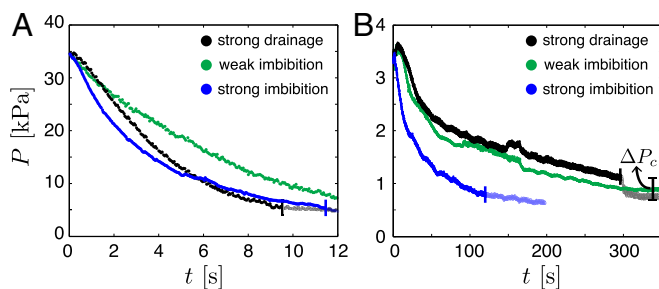 A
strong drainage
weak imbibition
strong imbibition
P [kPa]
40
30
20
10
0
0 2 4 6 8 10 12
t [s]
B
strong drainage
weak imbibition
strong imbibition
ΔP_c
4
3
2
1
0
0 100 200 300
t [s]